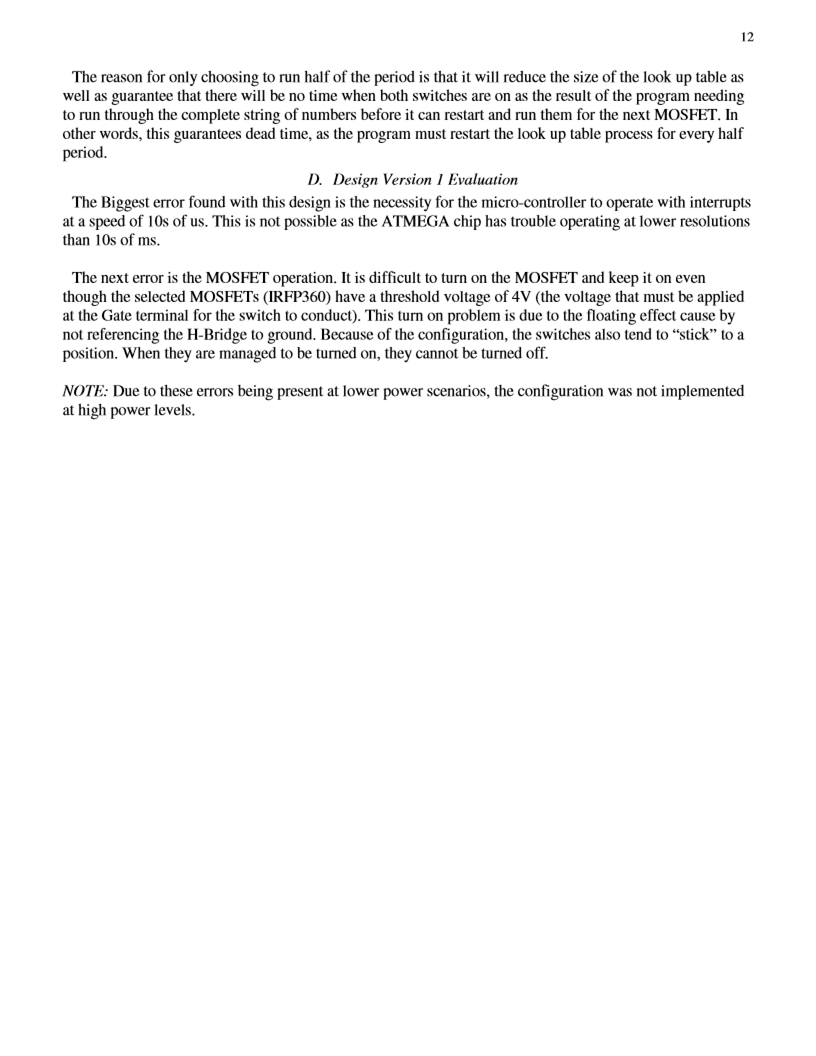 12
The reason for only choosing to run half of the period is that it will reduce the size of the look up table as
well as guarantee that there will be no time when both switches are on as the result of the program needing
to run through the complete string of numbers before it can restart and run them for the next MOSFET. In
other words, this guarantees dead time, as the program must restart the look up table process for every half
period.
D. Design Version 1 Evaluation
The Biggest error found with this design is the necessity for the micro-controller to operate with interrupts
at a speed of 10s of us. This is not possible as the ATMEGA chip has trouble operating at lower resolutions
than 10s of ms.
The next error is the MOSFET operation. It is difficult to turn on the MOSFET and keep it on even
though the selected MOSFETs (IRFP360) have a threshold voltage of 4V (the voltage that must be applied
at the Gate terminal for the switch to conduct). This turn on problem is due to the floating effect cause by
not referencing the H-Bridge to ground. Because of the configuration, the switches also tend to “stick” to a
position. When they are managed to be turned on, they cannot be turned off.
NOTE: Due to these errors being present at lower power scenarios, the configuration was not implemented
at high power levels.